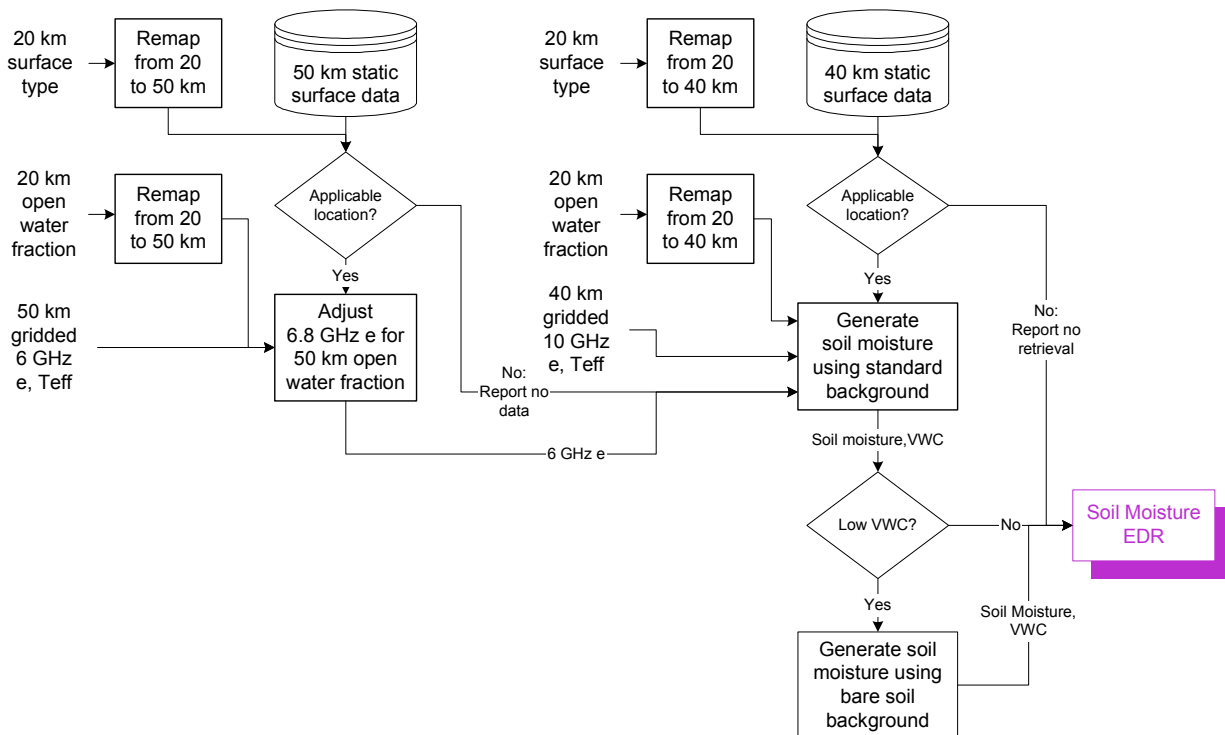 20 km
surface
type
Remap
from 20
to 50 km
50 km static
surface data
20 km
surface
type
Remap
from 20
to 40 km
40 km static
surface data
20 km
open
water
fraction
Remap
from 20
to 50 km
Applicable
location?
20 km
open
water
fraction
Remap
from 20
to 40 km
Applicable
location?
Yes
Yes
50 km
gridded
6 GHz
e, Teff
Adjust
6.8 GHz e for
50 km open
water fraction
No:
Report no
data
40 km
gridded
10 GHz
e, Teff
Generate
soil moisture
using standard
background
No:
Report no
retrieval
6 GHz e
Soil moisture,VWC
Low VWC?
No
Soil Moisture
EDR
Yes
Soil Moisture,
VWC
Generate soil
moisture using
bare soil
background